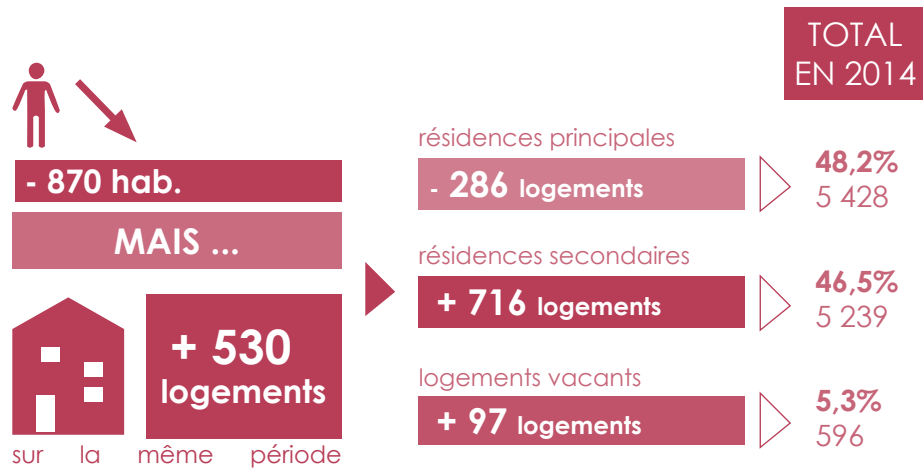 TOTAL
EN 2014
- 870 hab.
MAIS ...
+ 530
logements
sur la même période
résidences principales
- 286 logements
48,2%
5 428
résidences secondaires
+ 716 logements
46,5%
5 239
logements vacants
+ 97 logements
5,3%
596